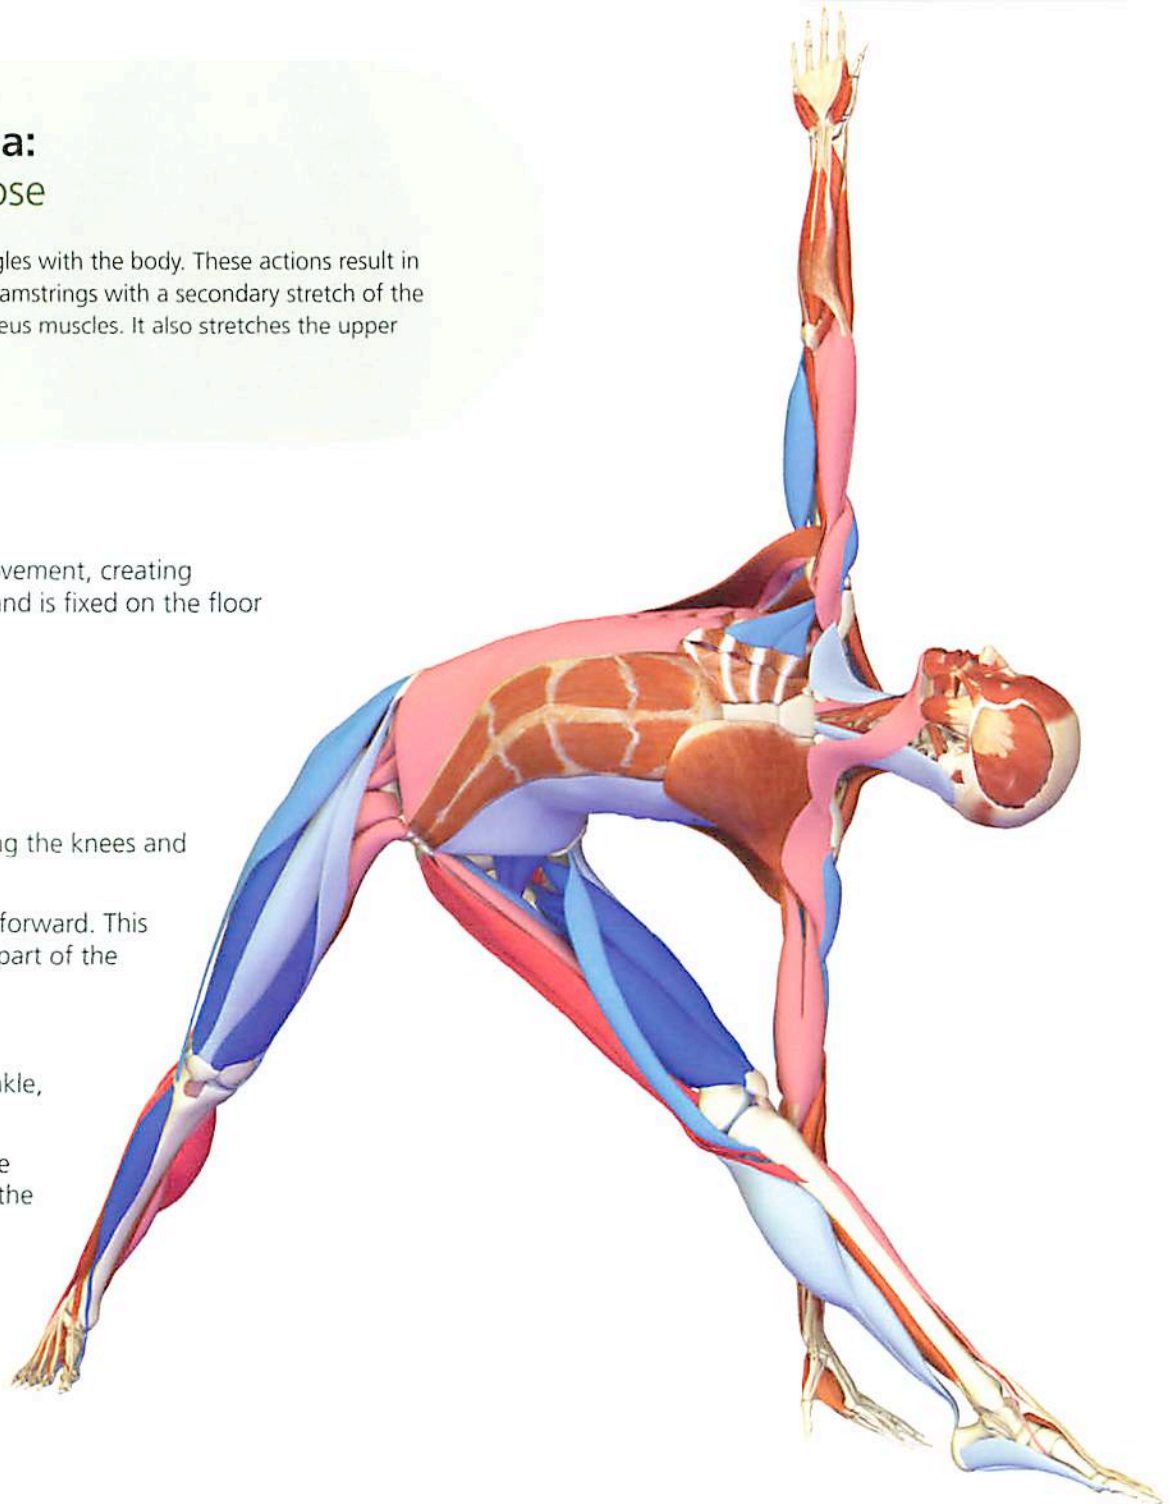 a:
ose
gles with the body. These actions result in
amstrings with a secondary stretch of the
eus muscles. It also stretches the upper
vement, creating
nd is fixed on the floor
ng the knees and
forward. This
part of the
kle,
e
the